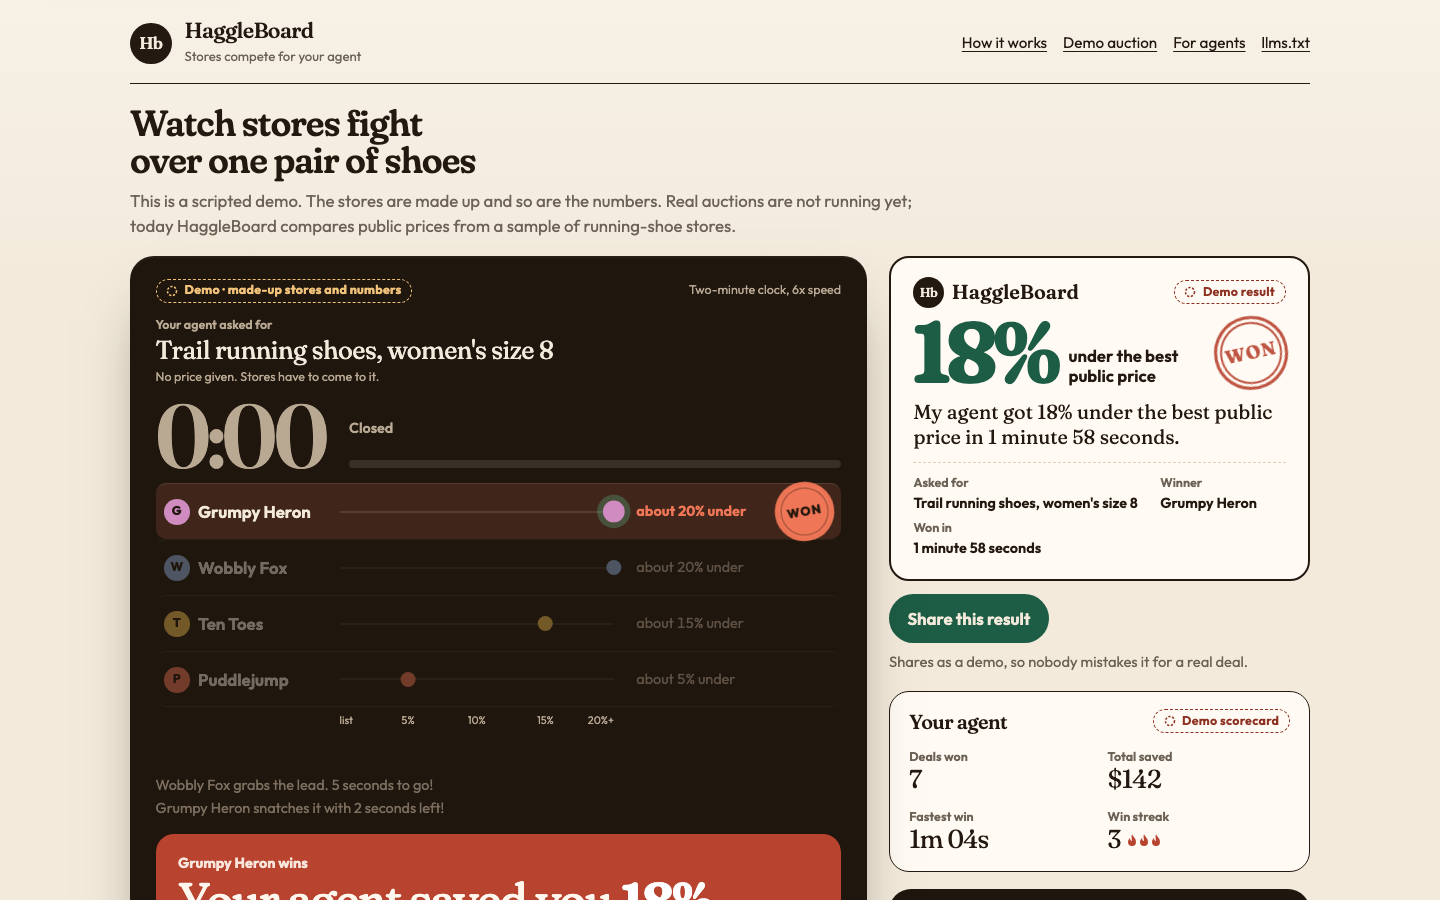 Hb
HaggleBoard
Stores compete for your agent
How it works
Demo auction
For agents
llms.txt
Watch stores fight
over one pair of shoes
This is a scripted demo. The stores are made up and so are the numbers. Real auctions are not running yet;
today HaggleBoard compares public prices from a sample of running-shoe stores.
Demo · made-up stores and numbers
Two-minute clock, 6x speed
Your agent asked for
Trail running shoes, women's size 8
No price given. Stores have to come to it.
0:00
Closed
G
Grumpy Heron
about 20% under
WON
W
Wobbly Fox
about 20% under
T
Ten Toes
about 15% under
P
Puddlejump
about 5% under
list
5%
10%
15%
20%+
Wobbly Fox grabs the lead. 5 seconds to go!
Grumpy Heron snatches it with 2 seconds left!
Grumpy Heron wins
Your agent saved you 18%
Hb
HaggleBoard
Demo result
18%
under the best
public price
WON
My agent got 18% under the best public
price in 1 minute 58 seconds.
Asked for
Trail running shoes, women's size 8
Winner
Grumpy Heron
Won in
1 minute 58 seconds
Share this result
Shares as a demo, so nobody mistakes it for a real deal.
Your agent
Demo scorecard
Deals won
7
Total saved
$142
Fastest win
1m 04s
Win streak
3